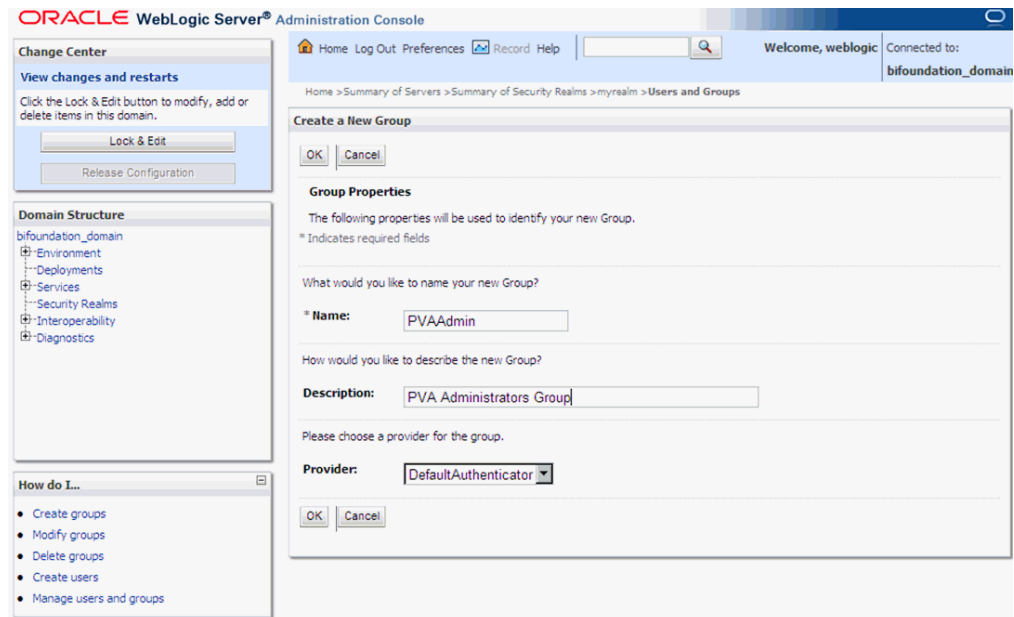 ORACLE WebLogic Server® Administration Console
Change Center
View changes and restarts
Click the Lock & Edit button to modify, add or
delete items in this domain.
Lock & Edit
Release Configuration
Domain Structure
bifoundation_domain
Environment
Deployments
Services
Security Realms
Interoperability
Diagnostics
How do I...
Create groups
Modify groups
Delete groups
Create users
Manage users and groups
Home Log Out Preferences Record Help
Welcome, weblogic
Connected to:
bifoundation_domain
Home >Summary of Servers >Summary of Security Realms >myrealm >Users and Groups
Create a New Group
OK Cancel
Group Properties
The following properties will be used to identify your new Group.
* Indicates required fields
What would you like to name your new Group?
* Name: PVAAdmin
How would you like to describe the new Group?
Description: PVA Administrators Group
Please choose a provider for the group.
Provider: DefaultAuthenticator
OK Cancel